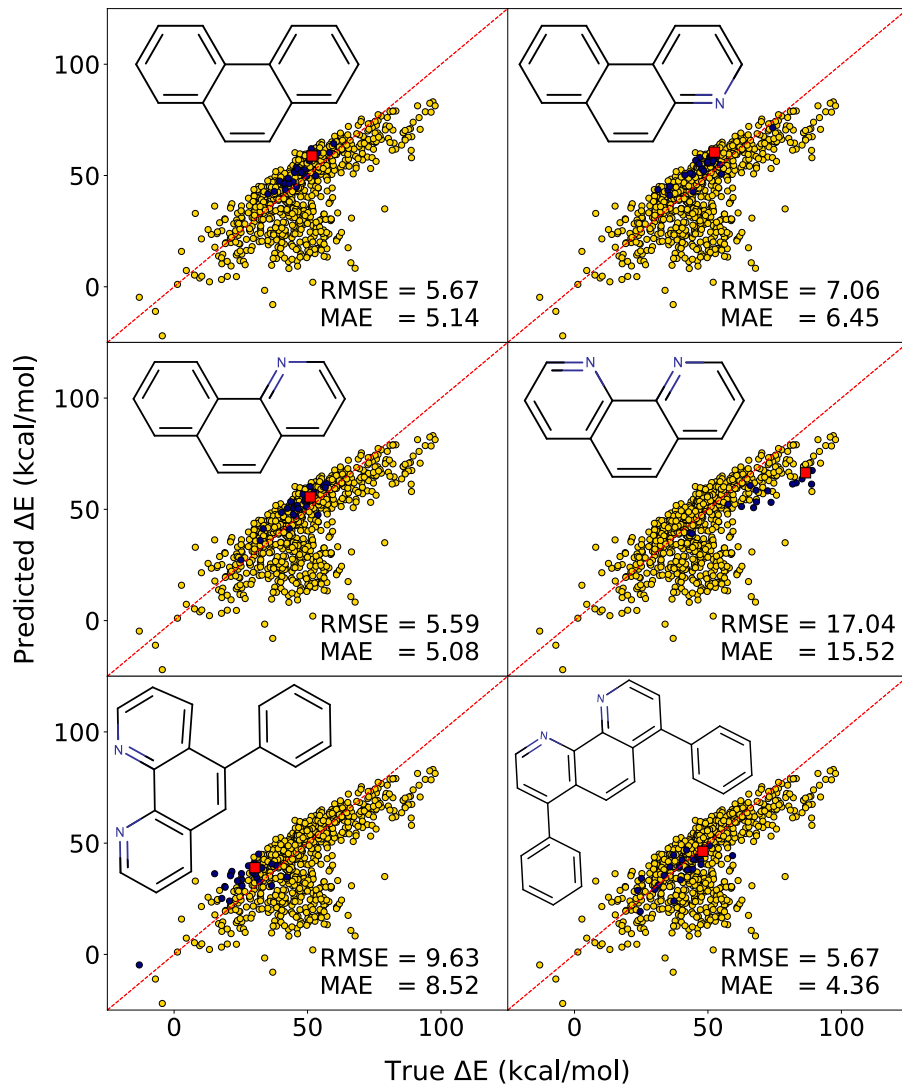 100
50
0
RMSE = 5.67
MAE = 5.14
N
RMSE = 7.06
MAE = 6.45
100
50
0
N
RMSE = 5.59
MAE = 5.08
N N
RMSE = 17.04
MAE = 15.52
100
50
0
N
N
RMSE = 9.63
MAE = 8.52
N
N
RMSE = 5.67
MAE = 4.36
0 50 100 0 50 100
Predicted ΔE (kcal/mol)
True ΔE (kcal/mol)